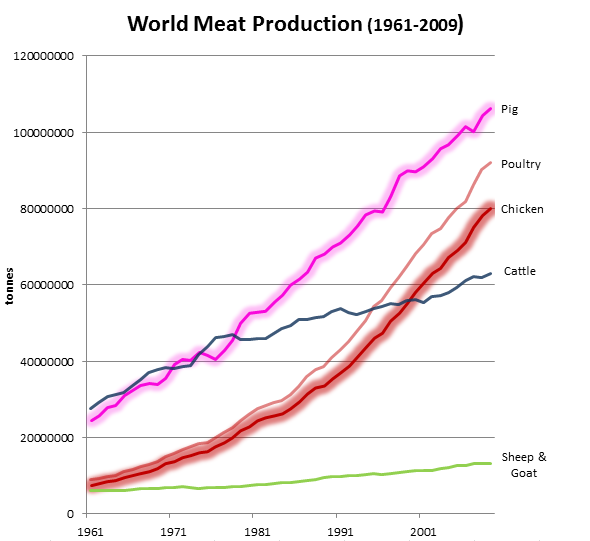 World Meat Production (1961-2009)
120000000
100000000
80000000
60000000
40000000
20000000
0
tonnes
Pig
Poultry
Chicken
Cattle
Sheep &
Goat
1961 1971 1981 1991 2001